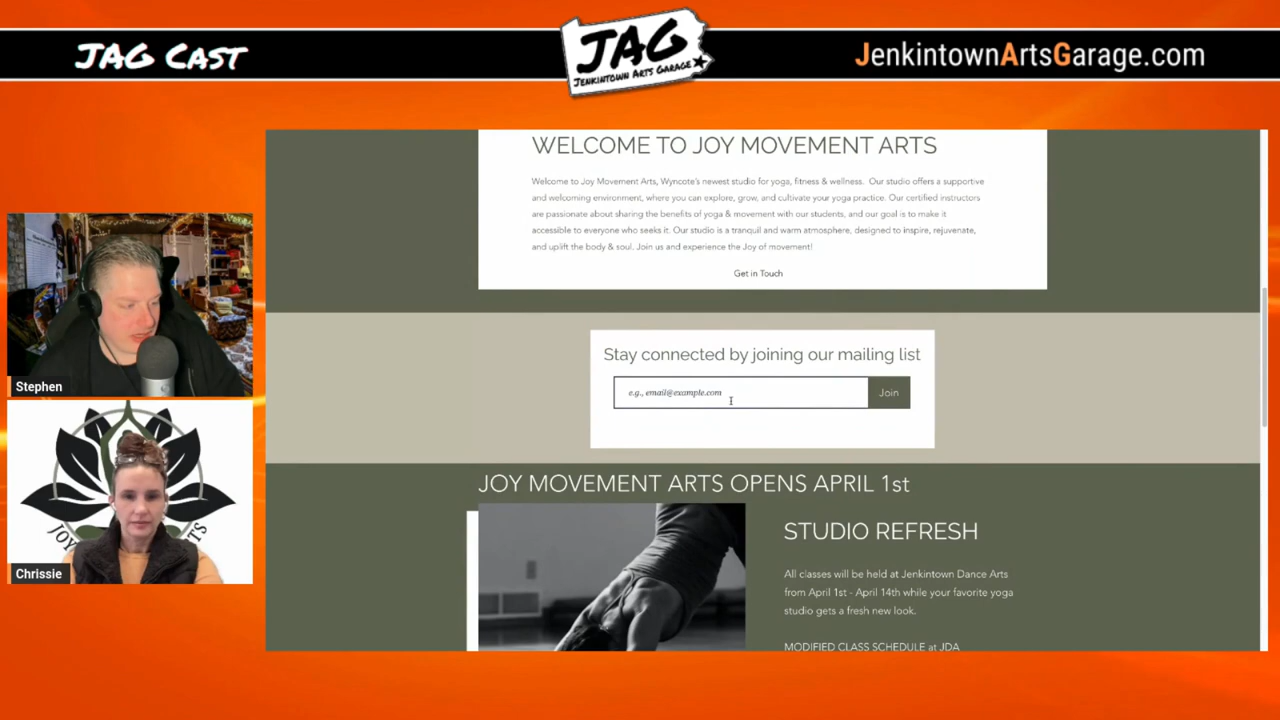 JAG Cast
JAG
JENKINTOWN ARTS GARAGE
JenkintownArtsGarage.com
WELCOME TO JOY MOVEMENT ARTS
Welcome to Joy Movement Arts, Wyncote's newest studio for yoga, fitness & wellness. Our studio offers a supportive
and welcoming environment, where you can explore, grow, and cultivate your yoga practice. Our certified instructors
are passionate about sharing the benefits of yoga & movement with our students, and our goal is to make it
accessible to everyone who seeks it. Our studio is a tranquil and warm atmosphere, designed to inspire, rejuvenate,
and uplift the body & soul. Join us and experience the Joy of movement!
Get in Touch
Stay connected by joining our mailing list
e.g., email@example.com
Join
JOY MOVEMENT ARTS OPENS APRIL 1st
STUDIO REFRESH
All classes will be held at Jenkintown Dance Arts
from April 1st - April 14th while your favorite yoga
studio gets a fresh new look.
MODIFIED CLASS SCHEDULE at JDA
Stephen
JOY
TS
Chrissie